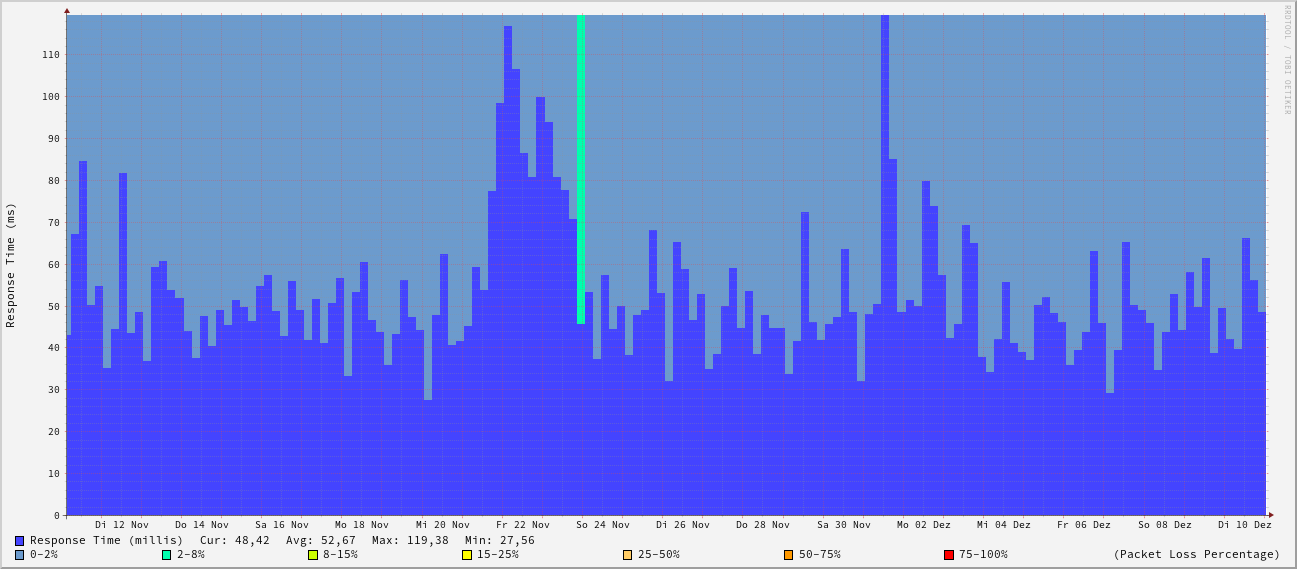 RRDTOOL / TOBI OETIKER
Response Time (ms)
110
100
90
80
70
60
50
40
30
20
10
0
Di 12 Nov Do 14 Nov Sa 16 Nov Mo 18 Nov Mi 20 Nov Fr 22 Nov So 24 Nov Di 26 Nov Do 28 Nov Sa 30 Nov Mo 02 Dez Mi 04 Dez Fr 06 Dez So 08 Dez Di 10 Dez
Response Time (millis) Cur: 48,42 Avg: 52,67 Max: 119,38 Min: 27,56
0-2% 2-8% 8-15% 15-25% 25-50% 50-75% 75-100% (Packet Loss Percentage)